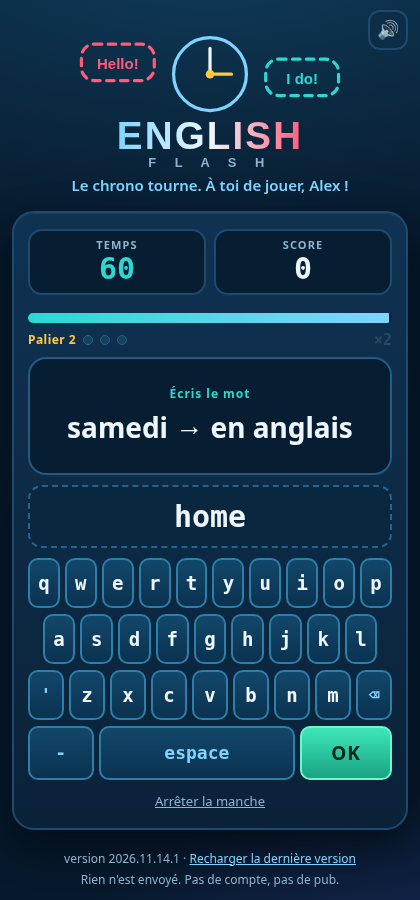 🔊
Hello!
I do!
ENGLISH
FLASH
Le chrono tourne. À toi de jouer, Alex !
TEMPS
60
SCORE
0
Palier 2
×2
Écris le mot
samedi → en anglais
home
q w e r t y u i o p
a s d f g h j k l
' z x c v b n m ⌫
- espace OK
Arrêter la manche
version 2026.11.14.1 · Recharger la dernière version
Rien n'est envoyé. Pas de compte, pas de pub.